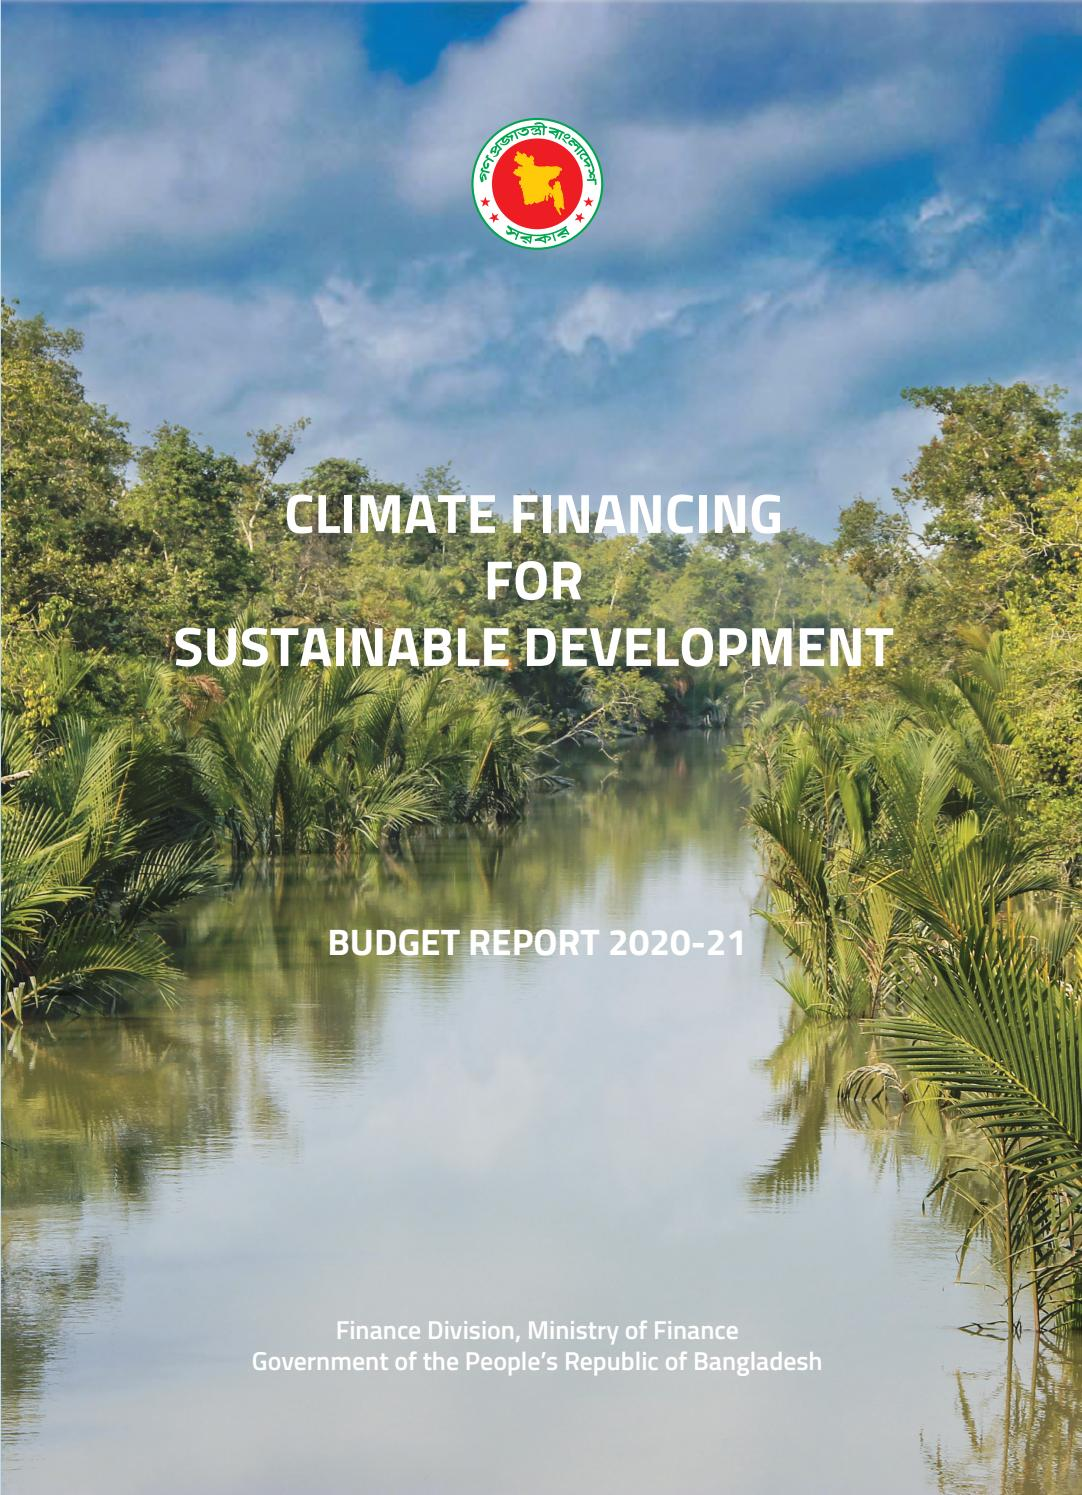 গণপ্রজাতন্ত্রী বাংলাদেশ
সরকার
CLIMATE FINANCING
FOR
SUSTAINABLE DEVELOPMENT
BUDGET REPORT 2020-21
Finance Division, Ministry of Finance
Government of the People’s Republic of Bangladesh